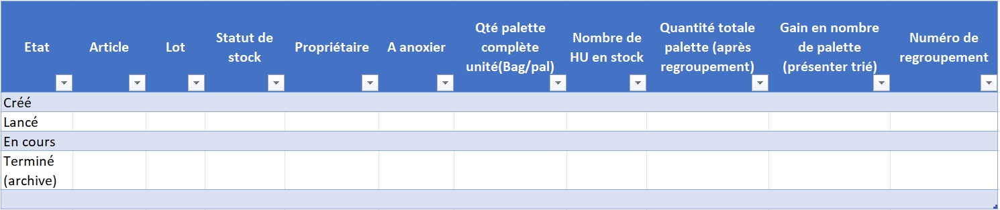 Etat
Article
Lot
Statut de
stock
Propriétaire
A anoxier
Qté palette
complète
unité(Bag/pal)
Nombre de
HU en stock
Quantité totale
palette (après
regroupement)
Gain en nombre
de palette
(présenter trié)
Numéro de
regroupement
Créé
Lancé
En cours
Terminé
(archive)